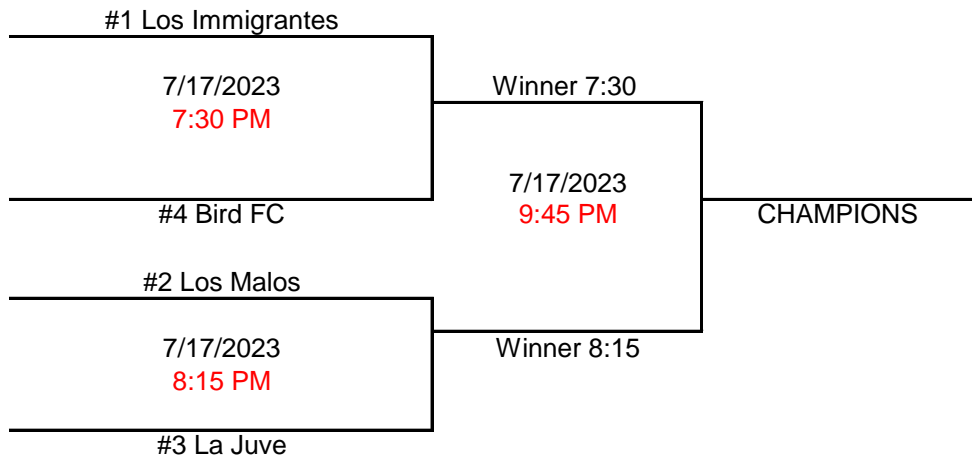 #1 Los Immigrantes
7/17/2023
7:30 PM
#4 Bird FC
Winner 7:30
7/17/2023
9:45 PM
CHAMPIONS
#2 Los Malos
7/17/2023
8:15 PM
#3 La Juve
Winner 8:15